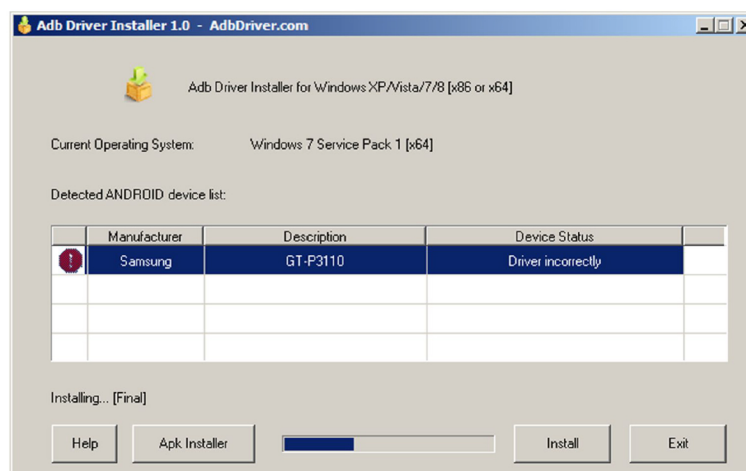 Adb Driver Installer 1.0 - AdbDriver.com
Adb Driver Installer for Windows XP/Vista/7/8 [x86 or x64]
Current Operating System: Windows 7 Service Pack 1 [x64]
Detected ANDROID device list:
Manufacturer Description Device Status
Samsung GT-P3110 Driver incorrectly
Installing... [Final]
Help Apk Installer Install Exit